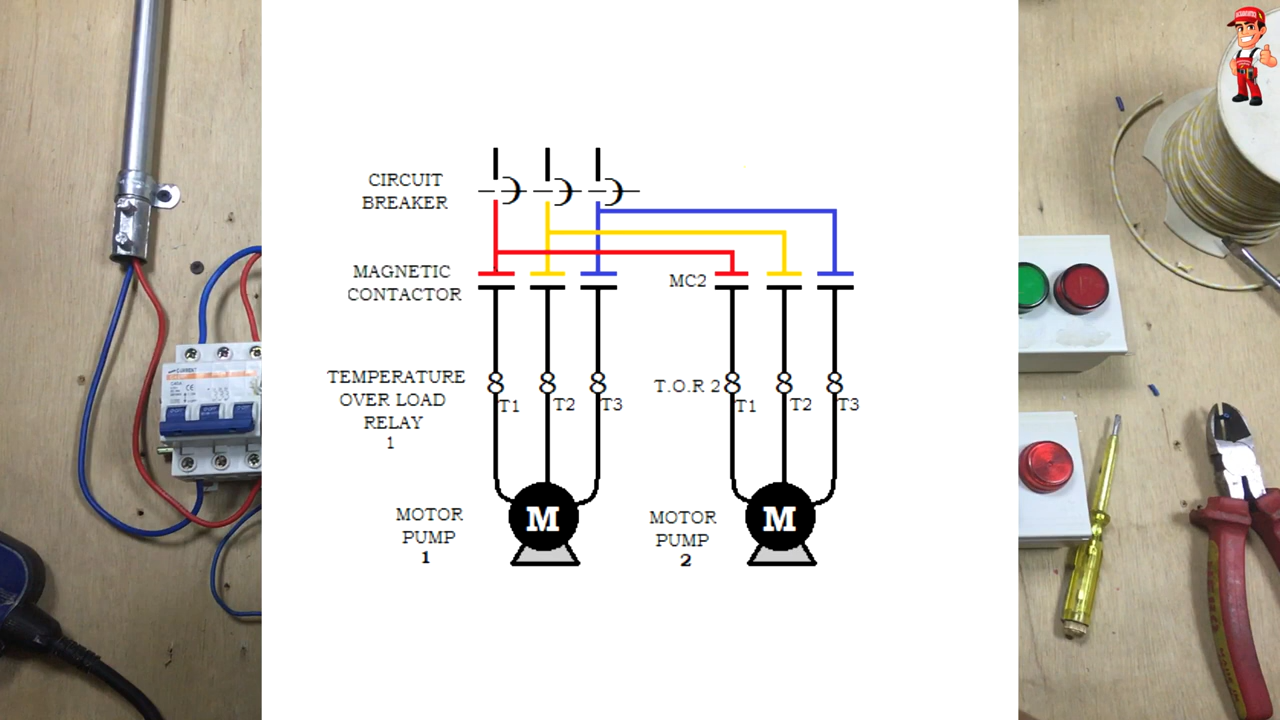 CIRCUIT
BREAKER
MAGNETIC
CONTACTOR
MC2
TEMPERATURE
OVER LOAD
RELAY
1
T.O.R 2
T1
T2
T3
T1
T2
T3
MOTOR
PUMP
1
M
MOTOR
PUMP
2
M